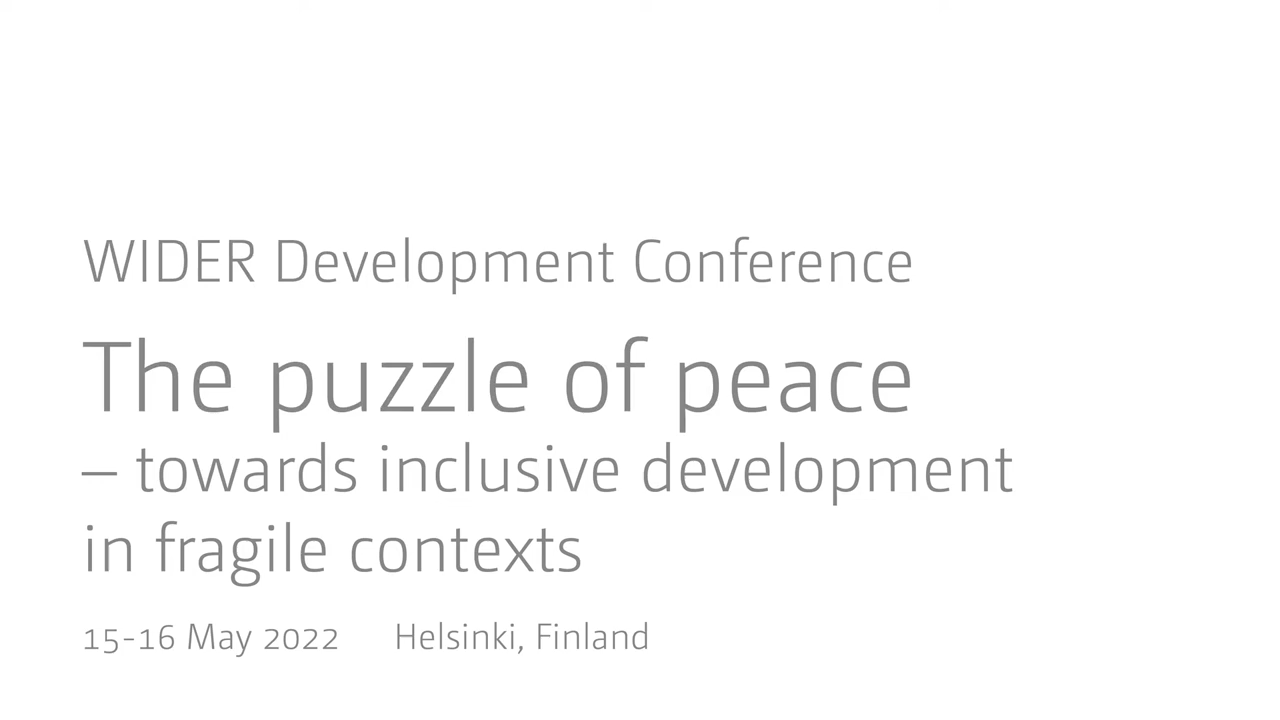 WIDER Development Conference
The puzzle of peace
– towards inclusive development
in fragile contexts
15-16 May 2022 Helsinki, Finland